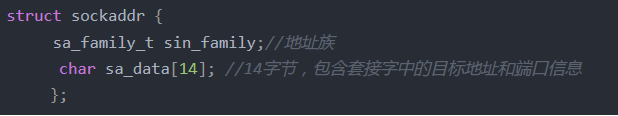 struct sockaddr {
sa_family_t sin_family;//地址族
char sa_data[14]; //14字节，包含套接字中的目标地址和端口信息
};